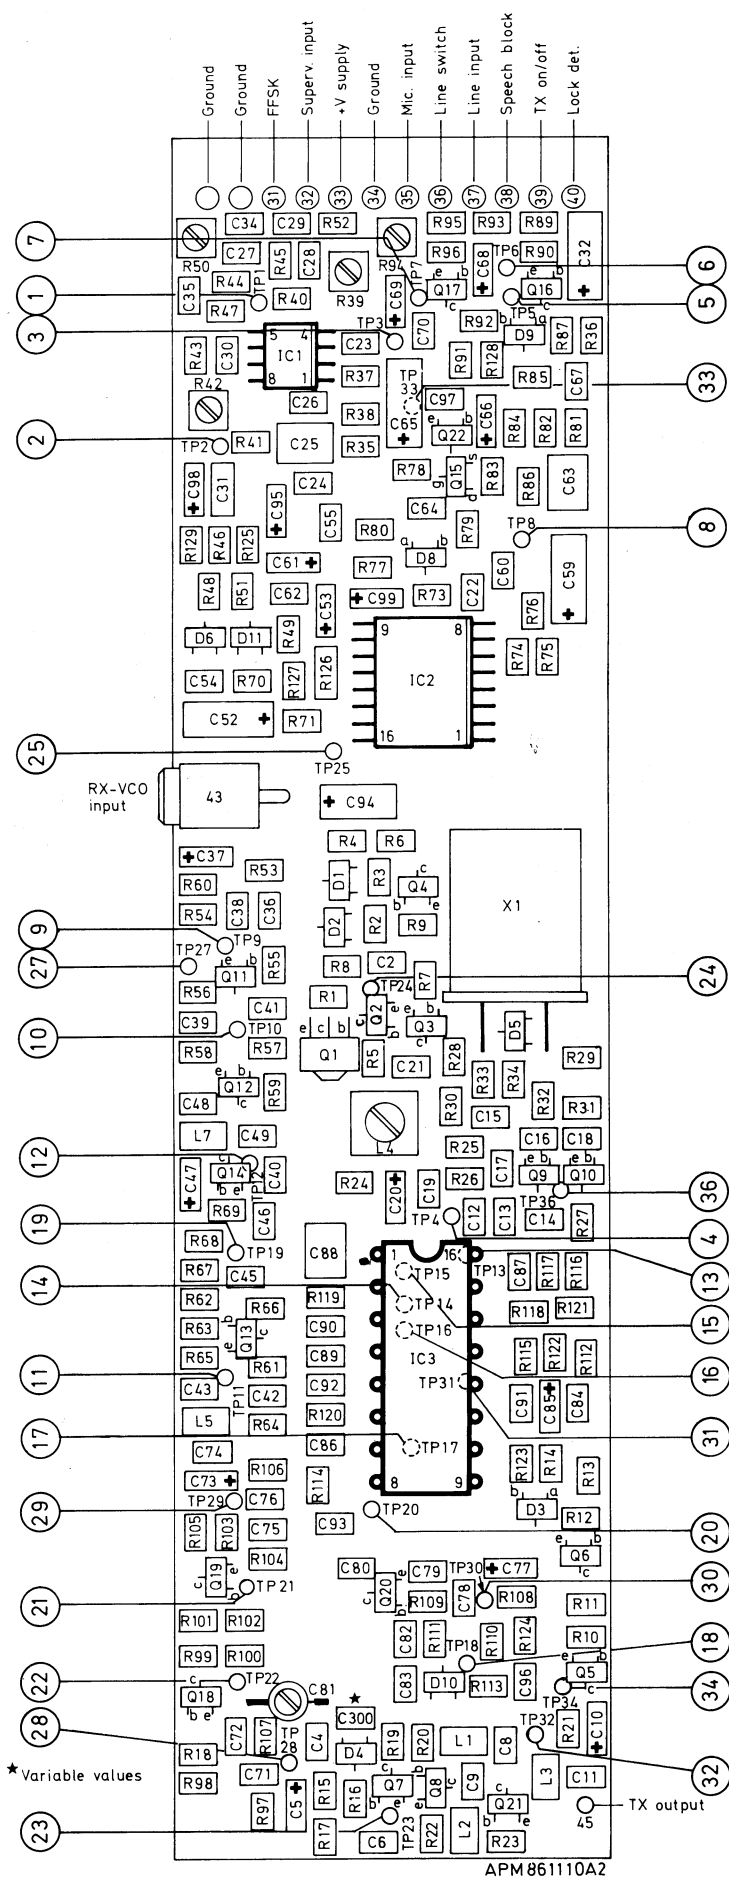 Ground
Ground
FFSK
Superv. input
+V supply
Ground
Mic. input
Line switch
Line input
Speech block
TX on/off
Lock det.
31 32 33 34 35 36 37 38 39 40
C34 C29 R52 R95 R93 R89
7 R50 C27 R45 C28 R94 TP7 R96 C68 TP6 R90 C32 6
R44 TP1 R39 e b Q17 c e b Q16 c
1 C35 R47 R40 C69 TP5 5
3 TP3 C70 R92 b a D9 R87 R36
R43 C30 5 4 IC1 8 1 C23 R91 R128
R42 R37 TP 33 R85 C67 33
C26 C97
R38 C65 C66 R84 R82 R81
2 TP2 R41 C25 R35 e b Q22 c
C98 C31 C24 R78 g Q15 s d R83 R86 C63
C95 C55 C64
R129 R46 R125 R80 R79 TP8 8
C61 R77 a b D8 C60 C59
R48 R51 C62 C53 C99 R73 C22 R76
D6 D11 R49 9 8 R74 R75
C54 R70 R127 R126 IC2
C52 R71 16 1
25 TP25
RX-VCO
input
43
C94
R4 R6
C37 R53 D1 R3 c Q4 b e X1
R60
R54 C38 C36 D2 R2 R9
9 TP9
27 TP27 e b Q11 R55 R8 C2 R7 24
R56 R1 TP24
C41 e c b Q1 c Q2 e b e b Q3 c D5
C39 TP10
10 R58 R57 R5 C21 R28 R29
e b Q12 c R59 R33 R34
C48 R30 C15 R32 R31
L7 C49 L4 R25 C16 C18
12 C47 c Q14 b e TP12 C40 R24 C20 C19 R26 C17 e b Q9 e b Q10
R69 C46 TP4 C12 C13 TP36 C14 R27 36
19 R68 TP19 C88 4
R67 C45 1 16 TP13 C87 R117 R116 13
14 R62 R119 TP15
R66 TP14 R118 R121 15
R63 b Q13 c e C90 TP16
R65 R61 C89 IC3 R115 R122 R112 16
11 C43 TP11 C42 C92 TP31 C91 C85 C84
L5 R64 R120 31
17 C74 C86 TP17
C73 R106 R114 8 9 R123 R14 R13
29 TP29 C76 TP20 b a D3 R12 20
R105 R103 C75 C93
R104 C80 C79 TP30 C77 e b Q6 c
c Q19 e b TP21 Q20 c e b R109 C78 R108 30
21 R101 R102 R11
R99 R100 C82 R111 R110 R124 R10 18
22 c Q18 b e TP22 C83 D10 TP18 R113 C96 e b Q5 c 34
C81 ★ TP34
C300
28 C72 R107 TP 28 C4 R19 R20 L1 C8 TP32 R21 C10 32
R18 D4
★ Variable values
R98 C71 R15 R16 Q7 b e Q8 b c e C9 c Q21 b e L3 C11
R97 C5 45 TX output
23 R17 C6 TP23 R22 L2 R23
APM861110A2